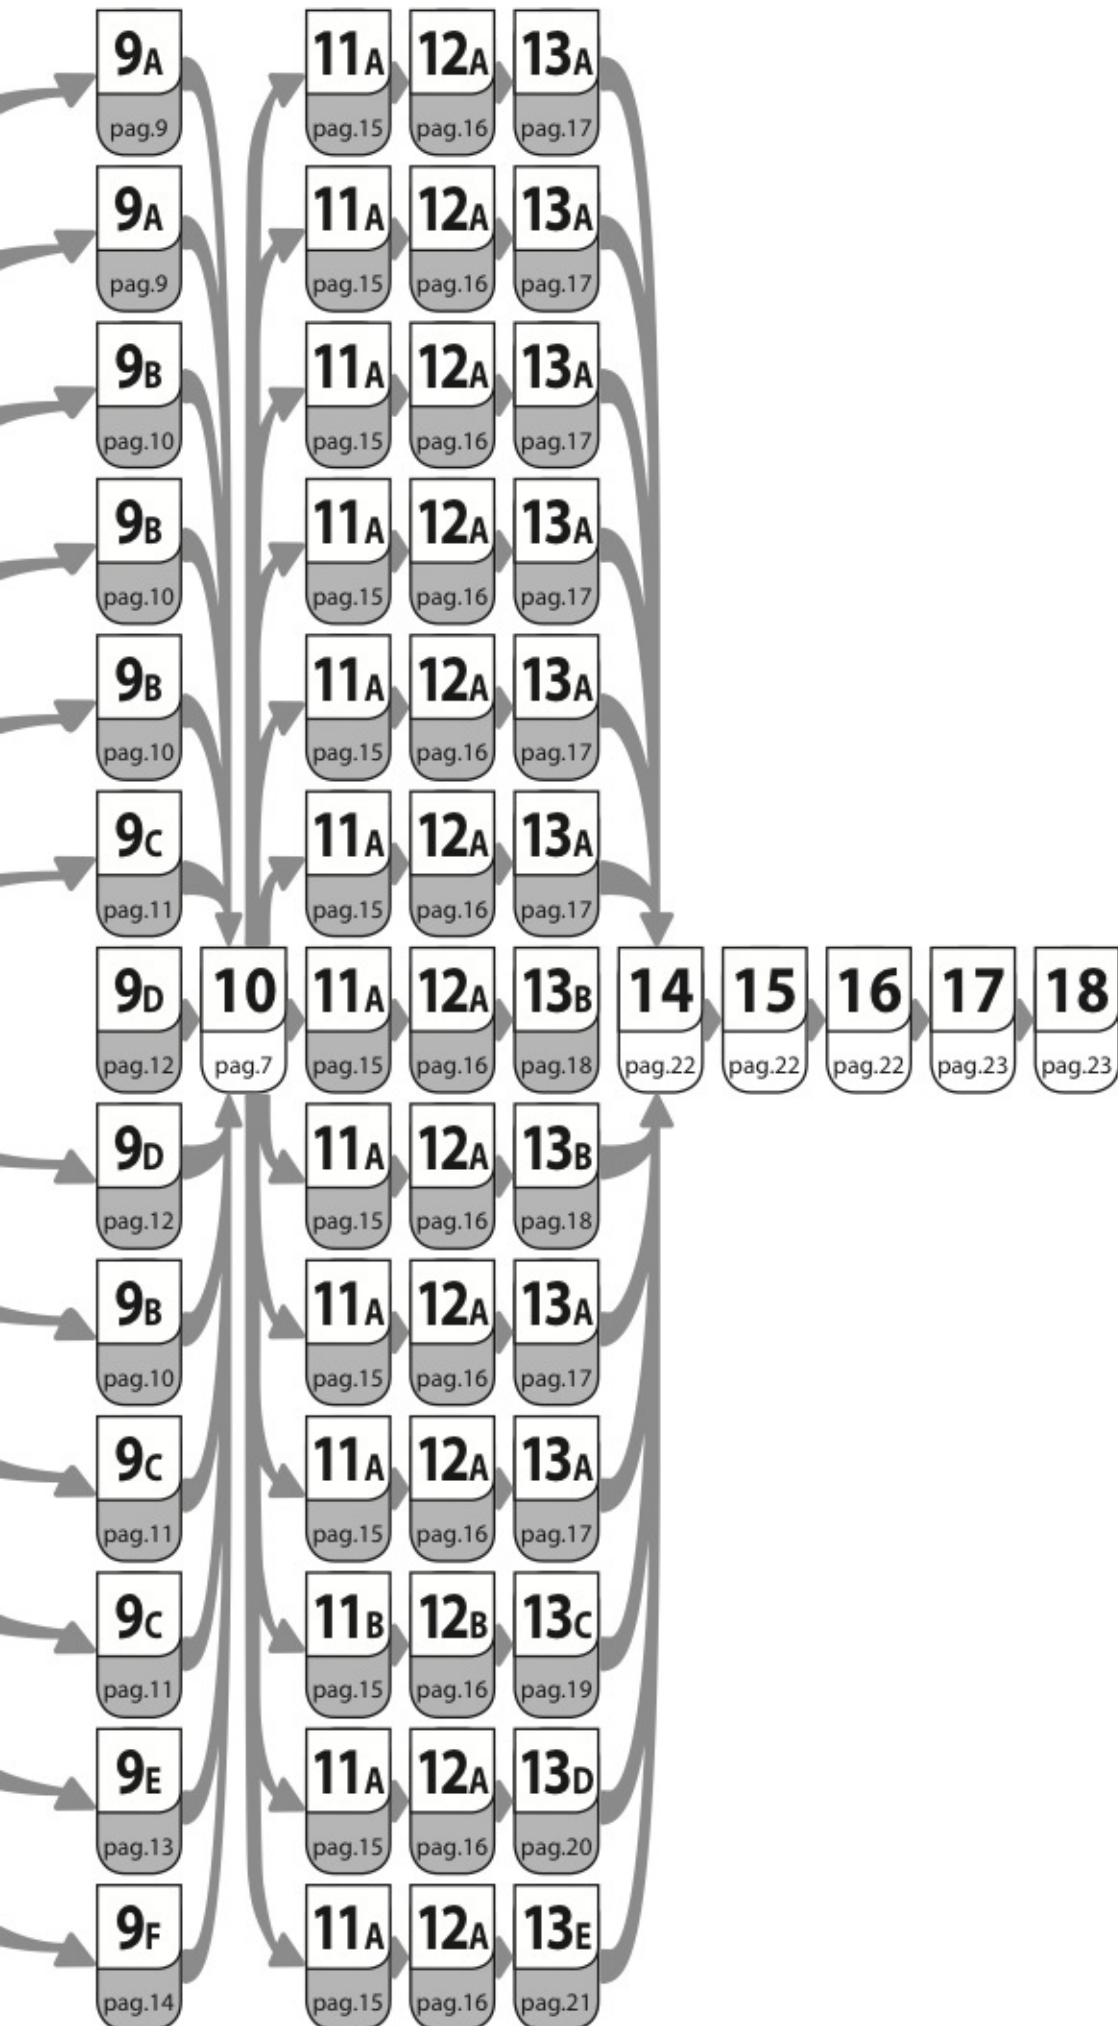 9A 11A 12A 13A
pag.9 pag.15 pag.16 pag.17
9A 11A 12A 13A
pag.9 pag.15 pag.16 pag.17
9B 11A 12A 13A
pag.10 pag.15 pag.16 pag.17
9B 11A 12A 13A
pag.10 pag.15 pag.16 pag.17
9B 11A 12A 13A
pag.10 pag.15 pag.16 pag.17
9C 11A 12A 13A
pag.11 pag.15 pag.16 pag.17
9D 10 11A 12A 13B 14 15 16 17 18
pag.12 pag.7 pag.15 pag.16 pag.18 pag.22 pag.22 pag.22 pag.23 pag.23
9D 11A 12A 13B
pag.12 pag.15 pag.16 pag.18
9B 11A 12A 13A
pag.10 pag.15 pag.16 pag.17
9C 11A 12A 13A
pag.11 pag.15 pag.16 pag.17
9C 11B 12B 13C
pag.11 pag.15 pag.16 pag.19
9E 11A 12A 13D
pag.13 pag.15 pag.16 pag.20
9F 11A 12A 13E
pag.14 pag.15 pag.16 pag.21